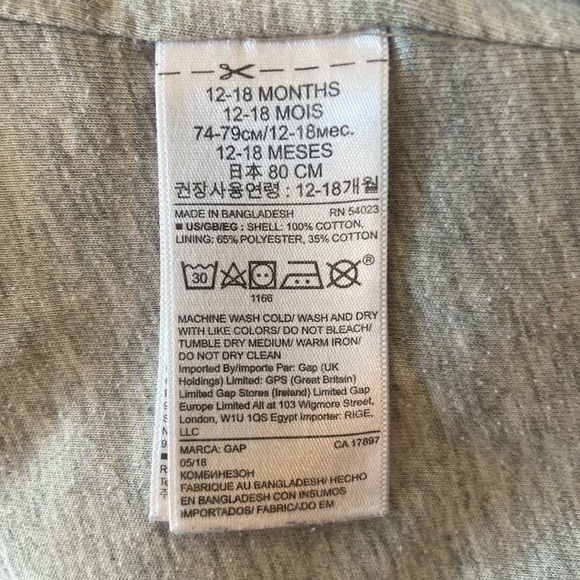 12-18 MONTHS
12-18 MOIS
74-79см/12-18мес.
12-18 MESES
日本 80 CM
권장사용연령 : 12-18개월
MADE IN BANGLADESH RN 54023
■ US/GB/EG : SHELL: 100% COTTON,
LINING: 65% POLYESTER, 35% COTTON
30
®
1166
MACHINE WASH COLD/ WASH AND DRY
WITH LIKE COLORS/ DO NOT BLEACH/
TUMBLE DRY MEDIUM/ WARM IRON/
DO NOT DRY CLEAN
Imported By/importe Par: Gap (UK
Holdings) Limited: GPS (Great Britain)
Limited Gap Stores (Ireland) Limited Gap
Europe Limited All at 103 Wigmore Street,
London, W1U 1QS Egypt Importer: RIGE,
LLC
MARCA: GAP CA 17897
05/18
КОМБИНЕЗОН
FABRIQUE AU BANGLADESH/ HECHO
EN BANGLADESH CON INSUMOS
IMPORTADOS/ FABRICADO EM